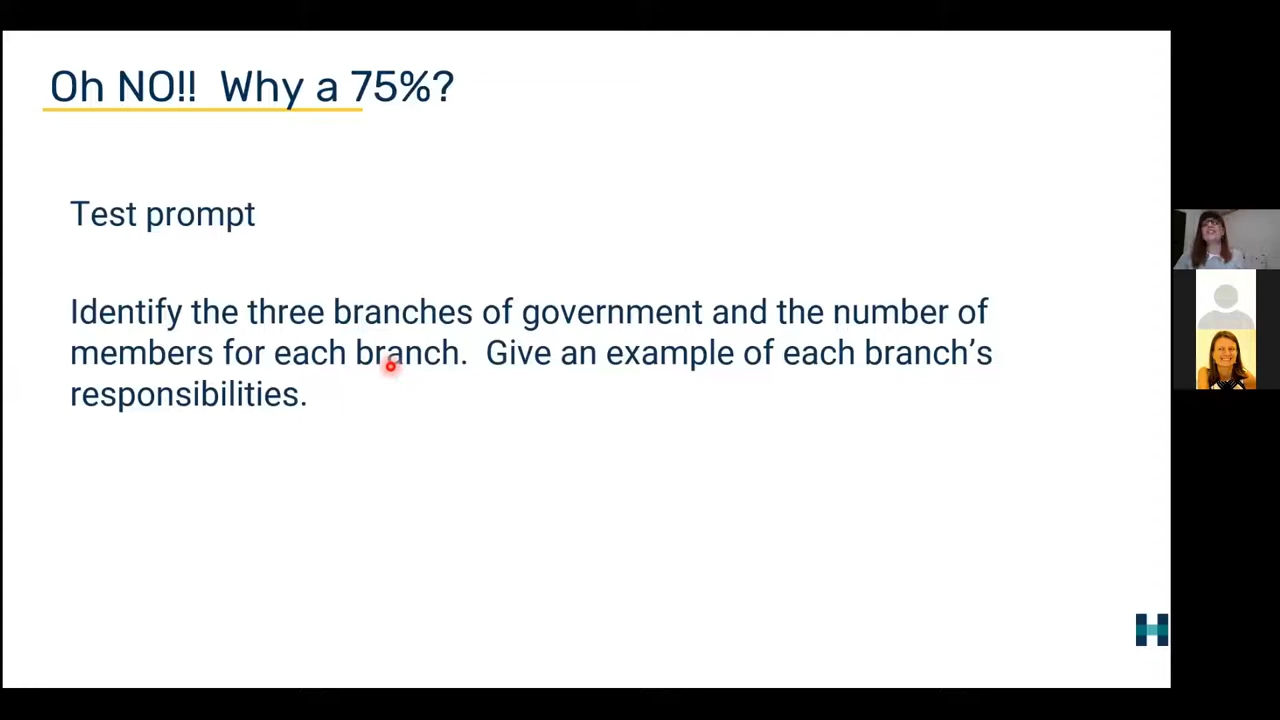 Oh NO!! Why a 75%?
Test prompt
Identify the three branches of government and the number of
members for each branch. Give an example of each branch's
responsibilities.
H